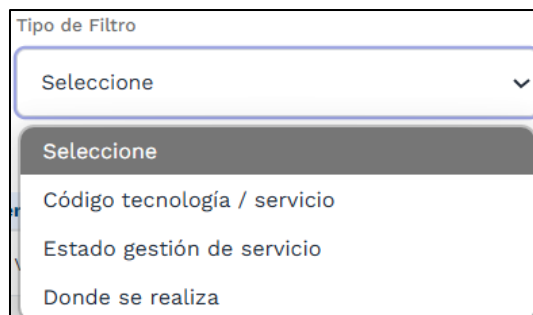 Tipo de Filtro
Seleccione
Seleccione
Código tecnología / servicio
Estado gestión de servicio
Donde se realiza